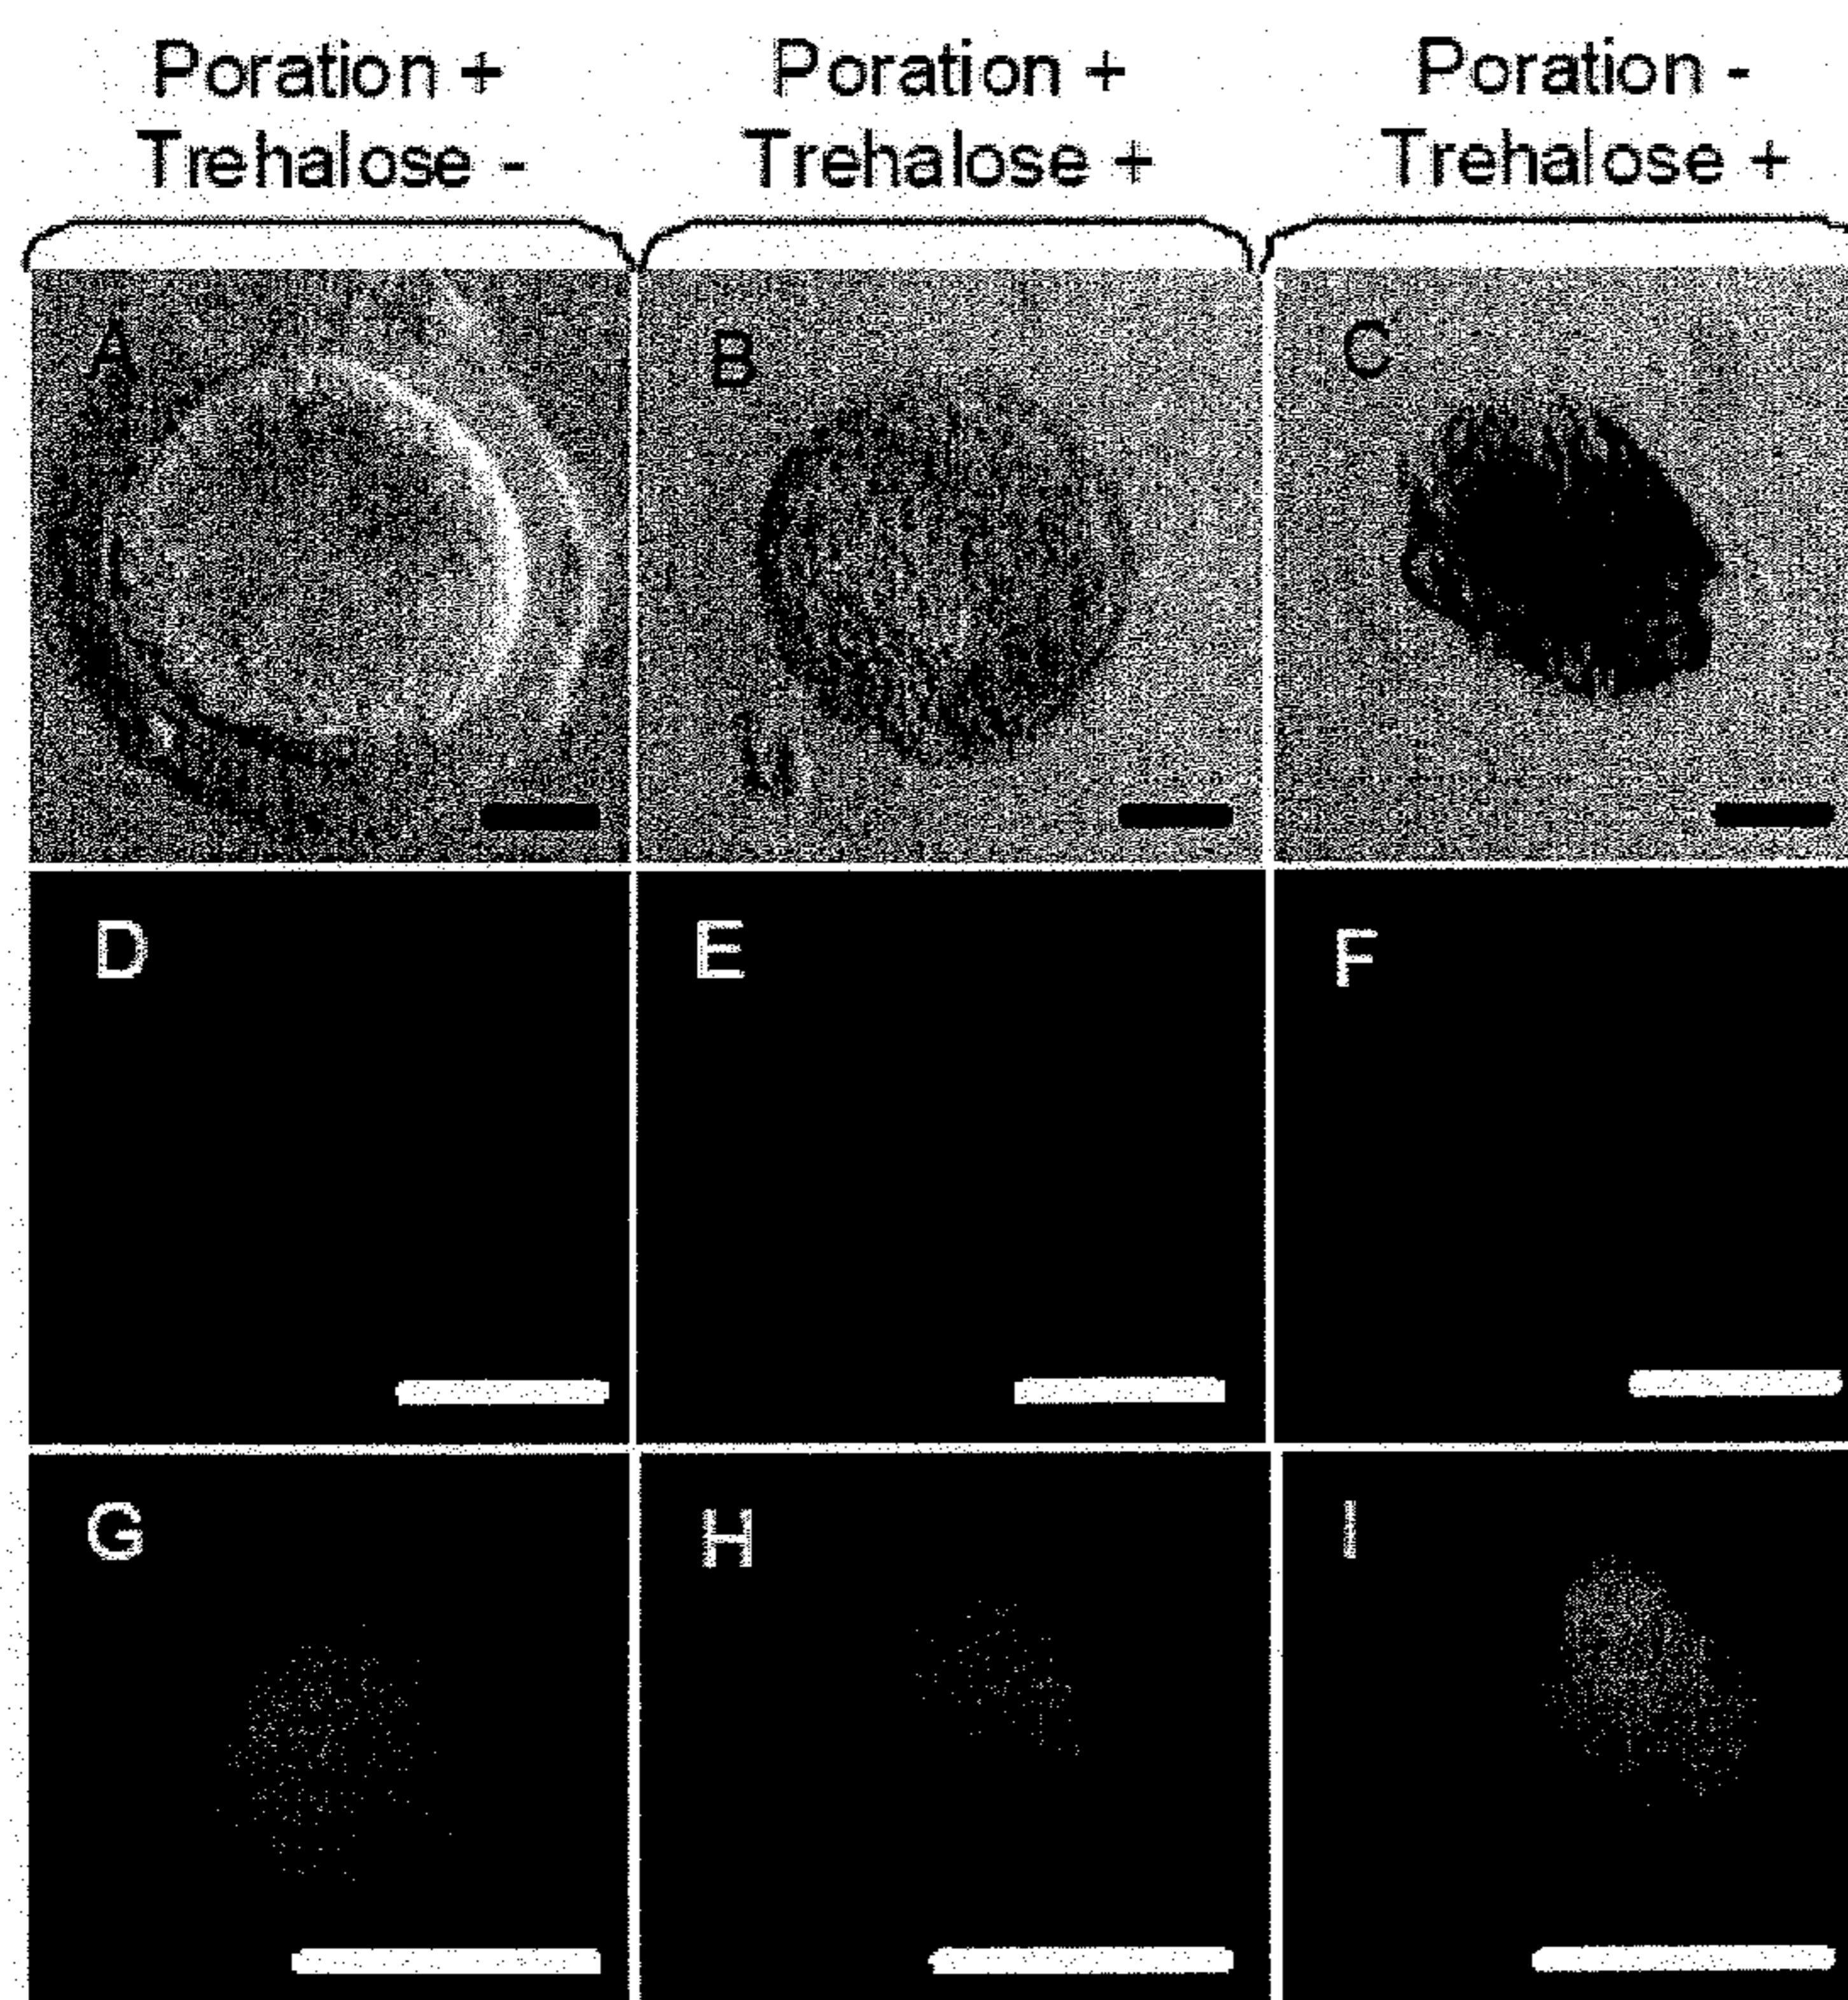 Poration + Poration + Poration -
Trehalose - Trehalose + Trehalose +
A B C
D E F
G H I